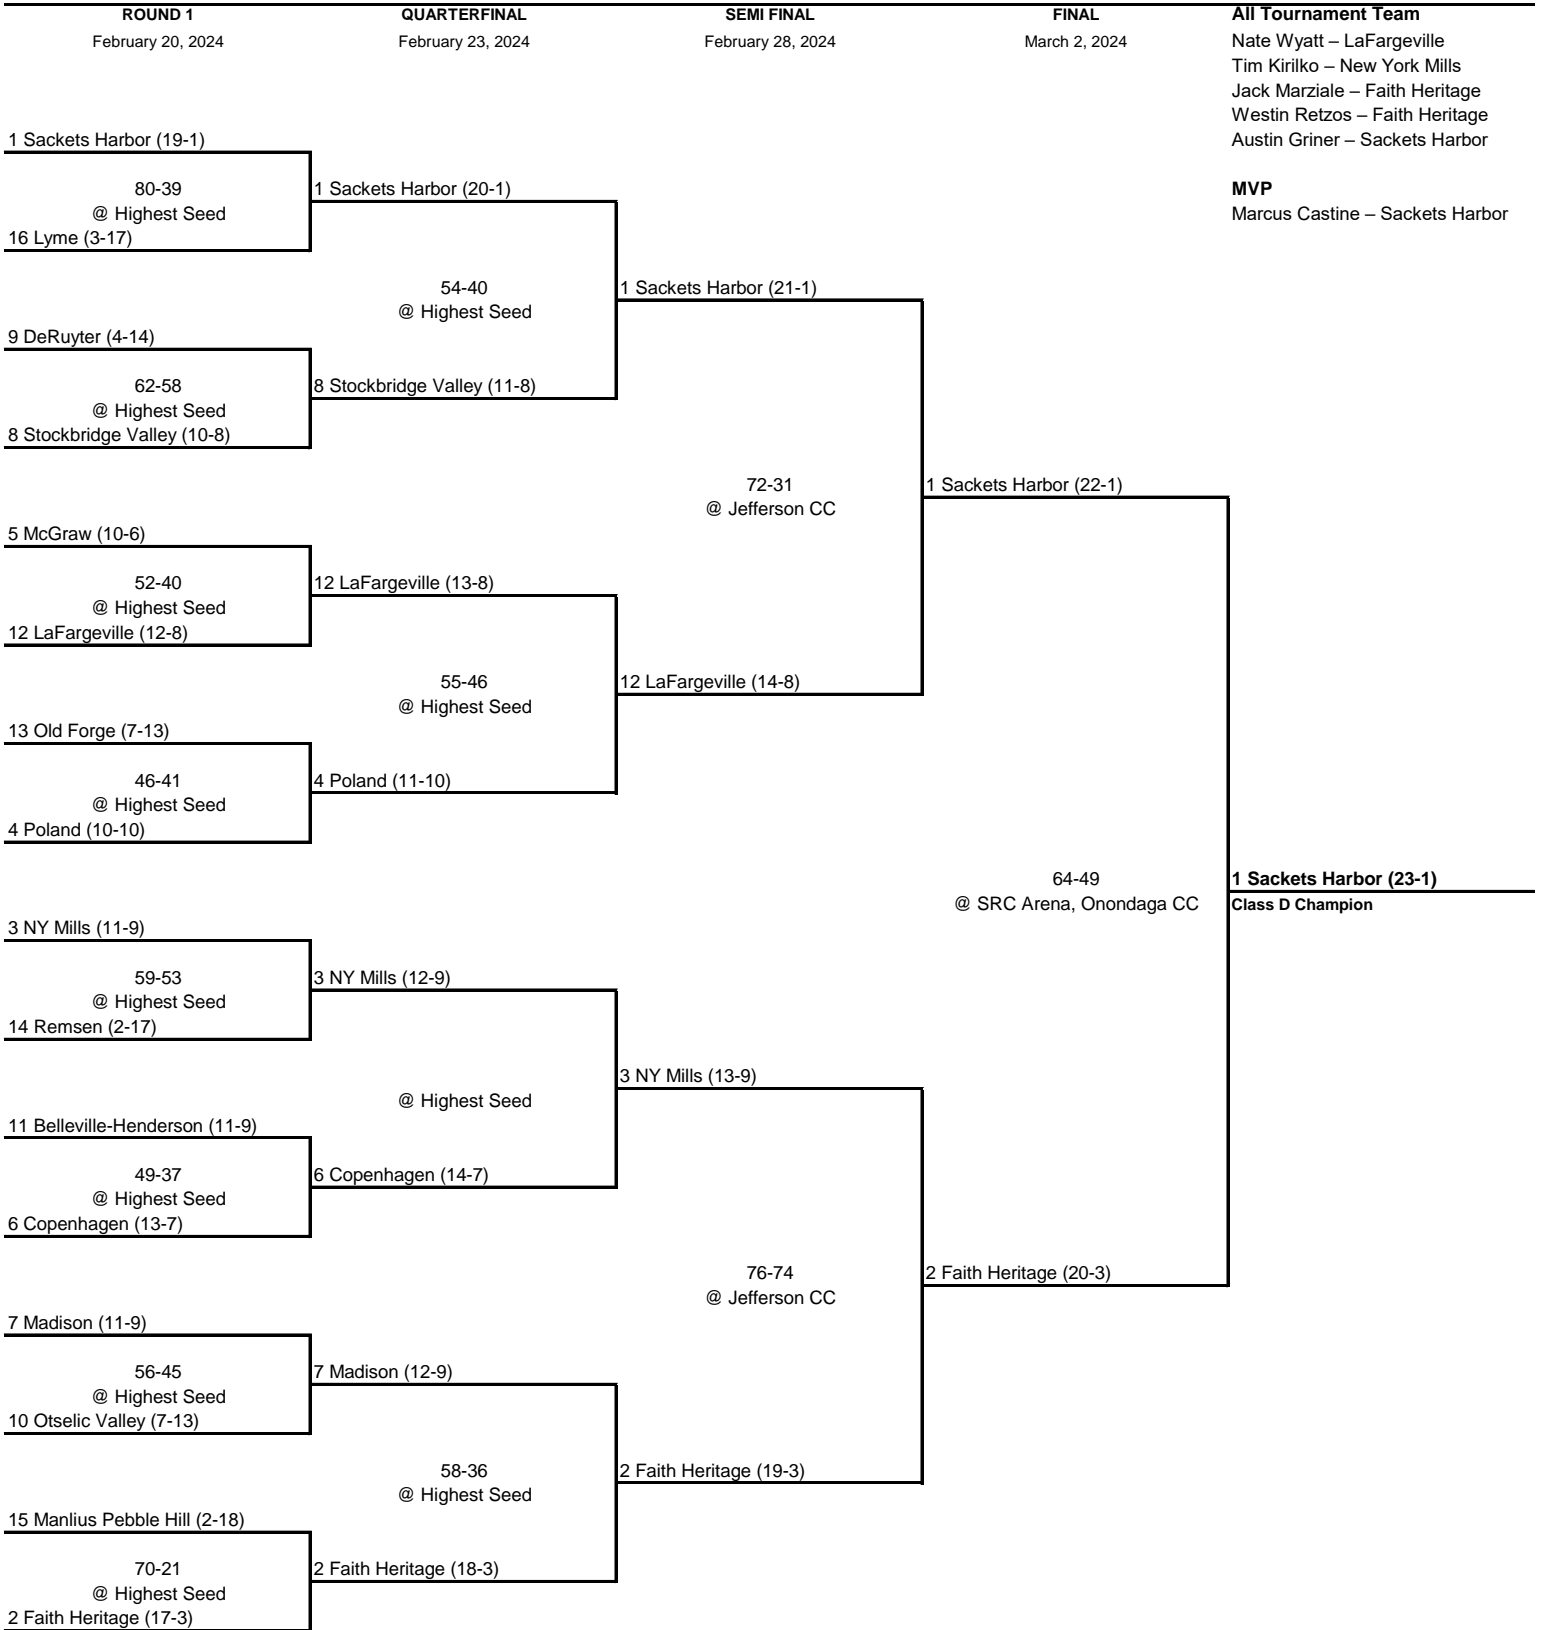 ROUND 1
February 20, 2024
QUARTERFINAL
February 23, 2024
SEMI FINAL
February 28, 2024
FINAL
March 2, 2024
All Tournament Team
Nate Wyatt – LaFargeville
Tim Kirilko – New York Mills
Jack Marziale – Faith Heritage
Westin Retzos – Faith Heritage
Austin Griner – Sackets Harbor
MVP
Marcus Castine – Sackets Harbor
1 Sackets Harbor (19-1)
80-39
@ Highest Seed
16 Lyme (3-17)
9 DeRuyter (4-14)
62-58
@ Highest Seed
8 Stockbridge Valley (10-8)
5 McGraw (10-6)
52-40
@ Highest Seed
12 LaFargeville (12-8)
13 Old Forge (7-13)
46-41
@ Highest Seed
4 Poland (10-10)
3 NY Mills (11-9)
59-53
@ Highest Seed
14 Remsen (2-17)
11 Belleville-Henderson (11-9)
49-37
@ Highest Seed
6 Copenhagen (13-7)
7 Madison (11-9)
56-45
@ Highest Seed
10 Otselic Valley (7-13)
15 Manlius Pebble Hill (2-18)
70-21
@ Highest Seed
2 Faith Heritage (17-3)
1 Sackets Harbor (20-1)
54-40
@ Highest Seed
8 Stockbridge Valley (11-8)
12 LaFargeville (13-8)
55-46
@ Highest Seed
4 Poland (11-10)
3 NY Mills (12-9)
@ Highest Seed
6 Copenhagen (14-7)
7 Madison (12-9)
58-36
@ Highest Seed
2 Faith Heritage (18-3)
1 Sackets Harbor (21-1)
72-31
@ Jefferson CC
12 LaFargeville (14-8)
3 NY Mills (13-9)
76-74
@ Jefferson CC
2 Faith Heritage (19-3)
1 Sackets Harbor (22-1)
64-49
@ SRC Arena, Onondaga CC
2 Faith Heritage (20-3)
1 Sackets Harbor (23-1)
Class D Champion